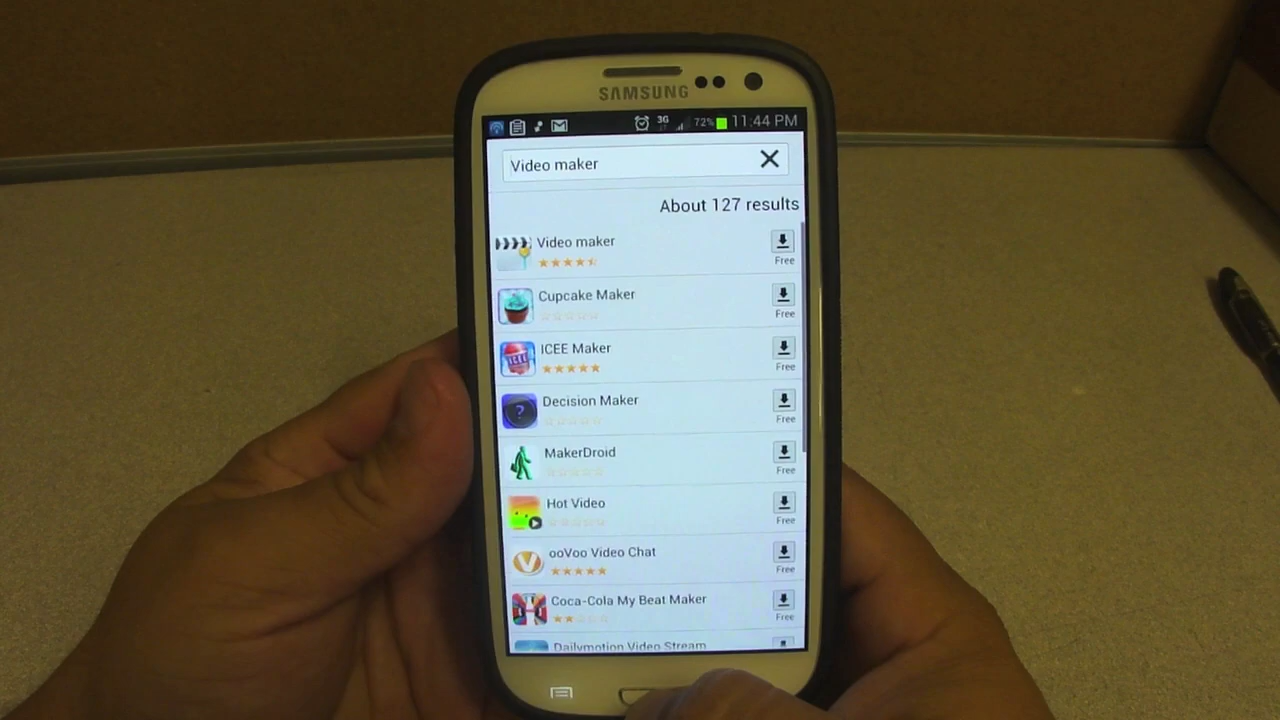 SAMSUNG
3G 72% 11:44 PM
Video maker
About 127 results
Video maker
Free
Cupcake Maker
Free
ICEE Maker
Free
ICEE
Decision Maker
Free
?
MakerDroid
Free
Hot Video
Free
ooVoo Video Chat
Free
Coca-Cola My Beat Maker
Free
Dailymotion Video Stream